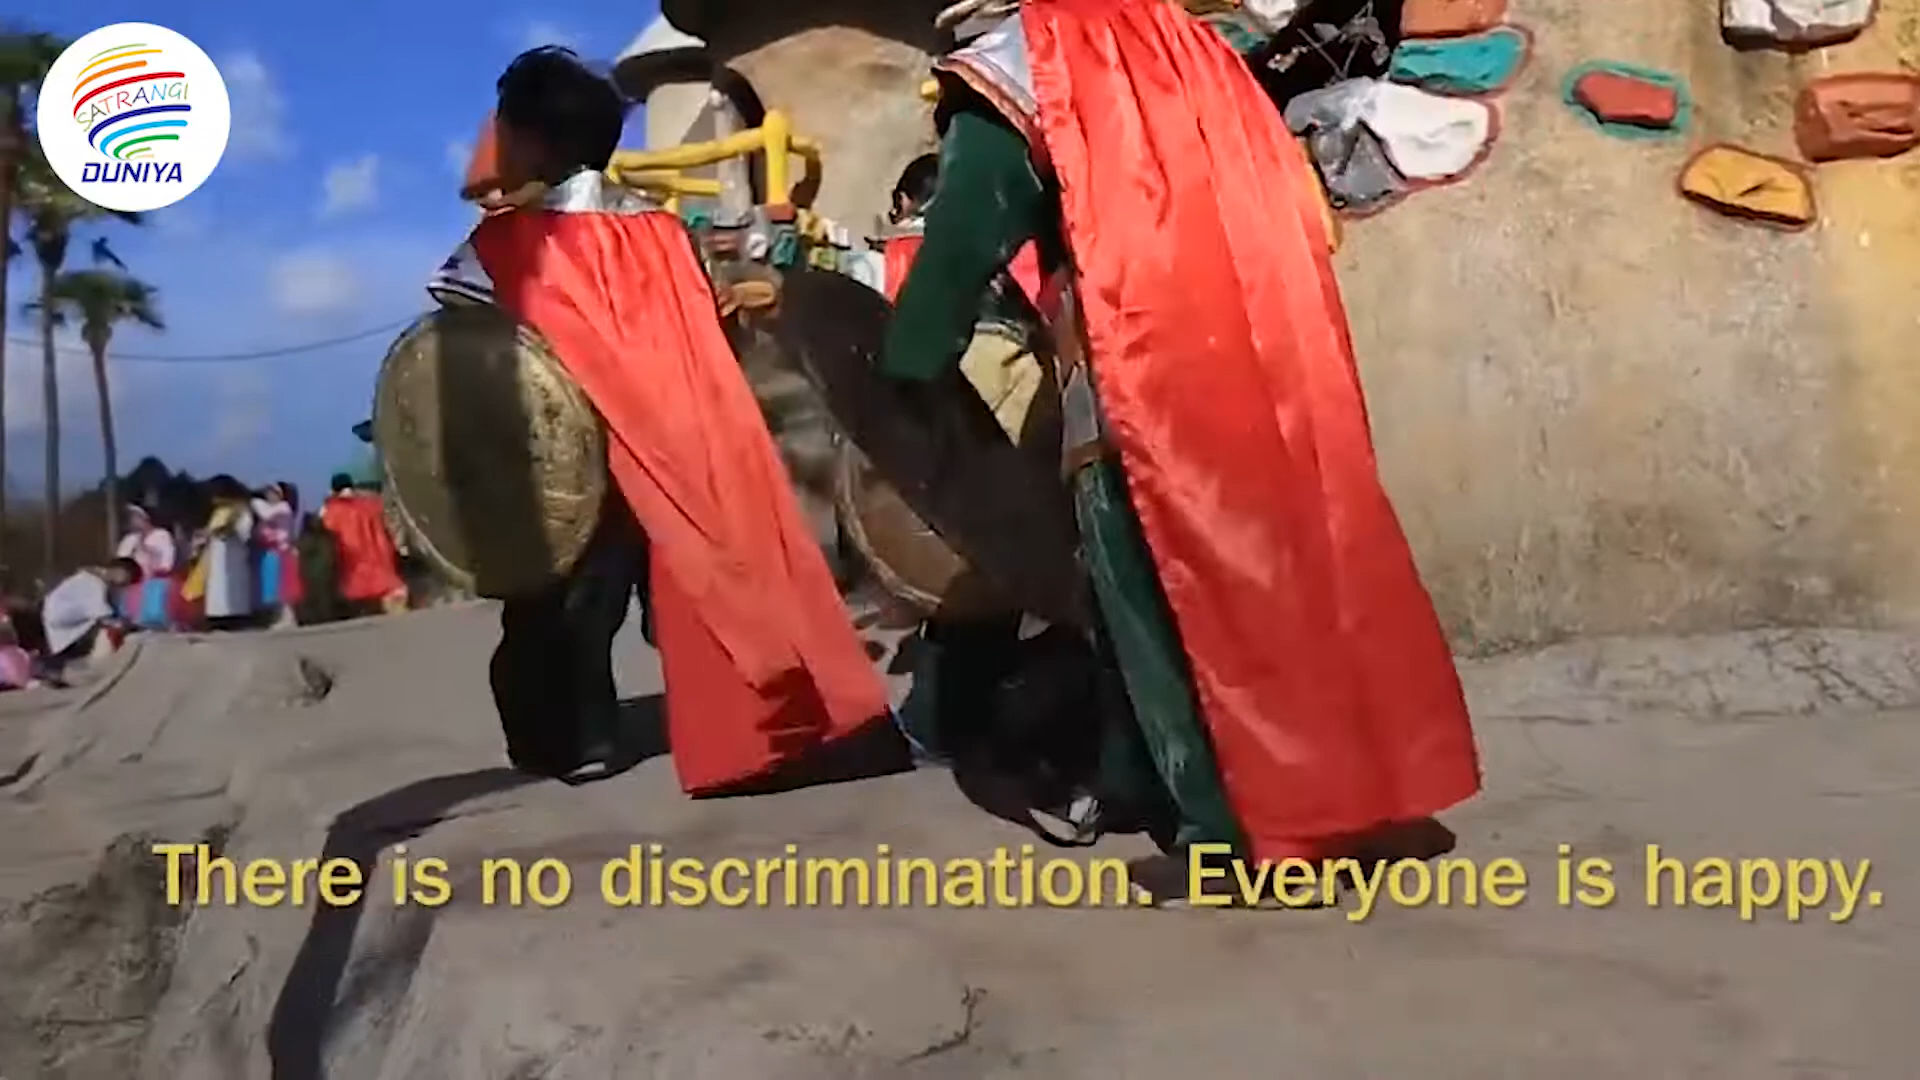 SATRANGI
DUNIYA
There is no discrimination. Everyone is happy.